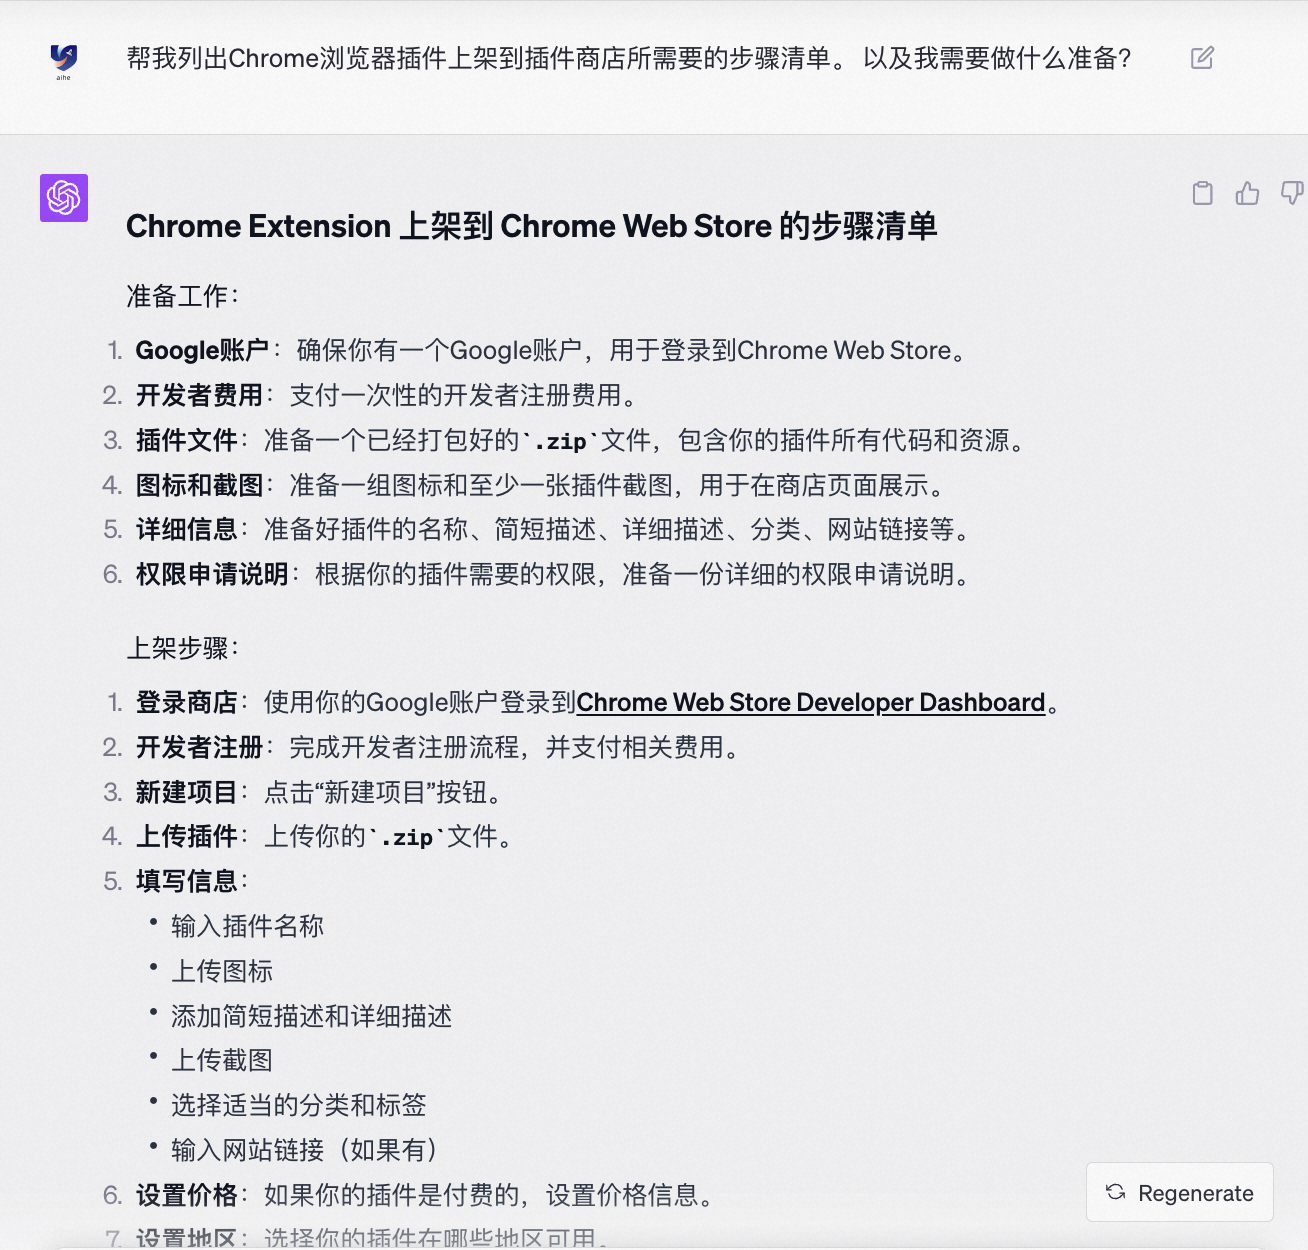 帮我列出Chrome浏览器插件上架到插件商店所需要的步骤清单。 以及我需要做什么准备?
aihe
Chrome Extension 上架到 Chrome Web Store 的步骤清单
准备工作：
1. Google账户：确保你有一个Google账户，用于登录到Chrome Web Store。
2. 开发者费用：支付一次性的开发者注册费用。
3. 插件文件：准备一个已经打包好的`.zip`文件，包含你的插件所有代码和资源。
4. 图标和截图：准备一组图标和至少一张插件截图，用于在商店页面展示。
5. 详细信息：准备好插件的名称、简短描述、详细描述、分类、网站链接等。
6. 权限申请说明：根据你的插件需要的权限，准备一份详细的权限申请说明。
上架步骤：
1. 登录商店：使用你的Google账户登录到Chrome Web Store Developer Dashboard。
2. 开发者注册：完成开发者注册流程，并支付相关费用。
3. 新建项目：点击“新建项目”按钮。
4. 上传插件：上传你的`.zip`文件。
5. 填写信息：
• 输入插件名称
• 上传图标
• 添加简短描述和详细描述
• 上传截图
• 选择适当的分类和标签
• 输入网站链接（如果有）
6. 设置价格：如果你的插件是付费的，设置价格信息。
Regenerate
7. 设置地区：选择你的插件在哪些地区可用。